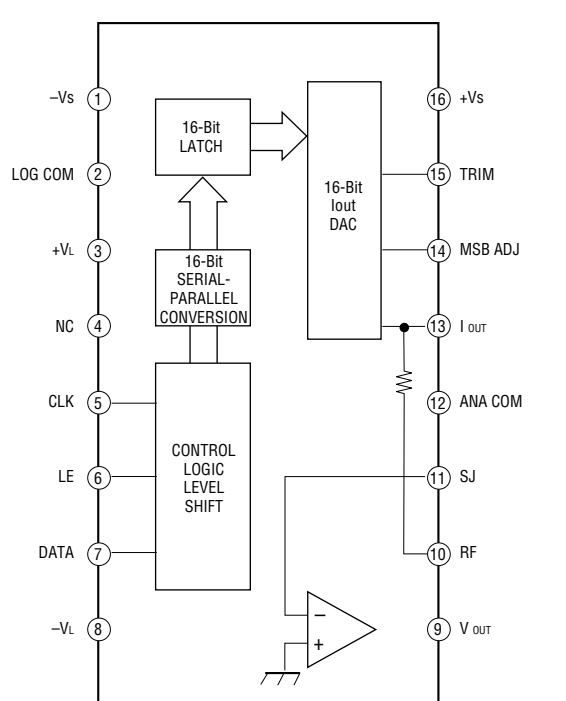 –Vs 1
LOG COM 2
+VL 3
NC 4
CLK 5
LE 6
DATA 7
–VL 8
16-Bit
LATCH
16-Bit
SERIAL-
PARALLEL
CONVERSION
CONTROL
LOGIC
LEVEL
SHIFT
16-Bit
Iout
DAC
–
+
16 +Vs
15 TRIM
14 MSB ADJ
13 I OUT
12 ANA COM
11 SJ
10 RF
9 V OUT